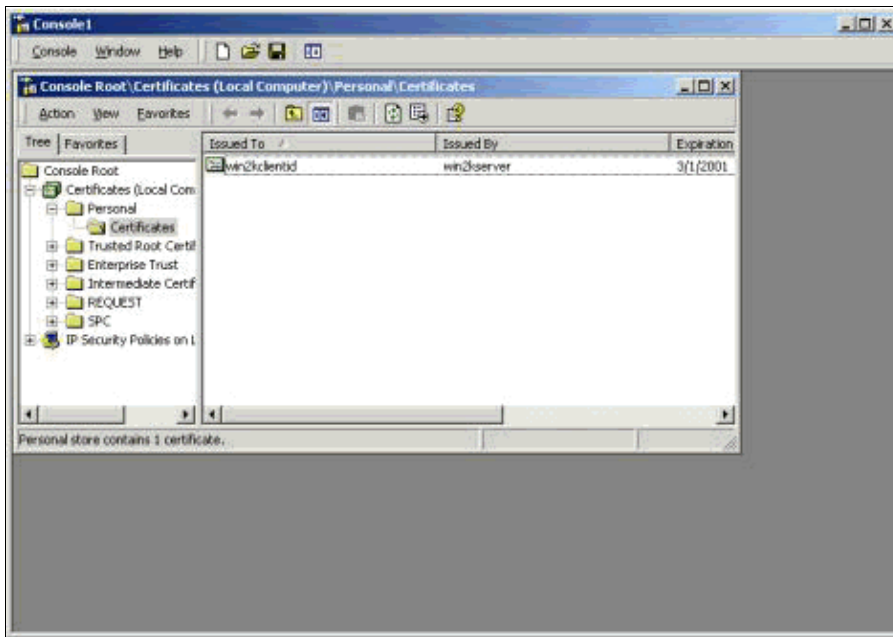 Console1
Console Window Help
Console Root\Certificates (Local Computer)\Personal\Certificates
Action View Favorites
Tree Favorites
Issued To Issued By Expiration
win2kclientid win2kserver 3/1/2001
Console Root
Certificates (Local Com
Personal
Certificates
Trusted Root Certif
Enterprise Trust
Intermediate Certif
REQUEST
SPC
IP Security Policies on L
Personal store contains 1 certificate.